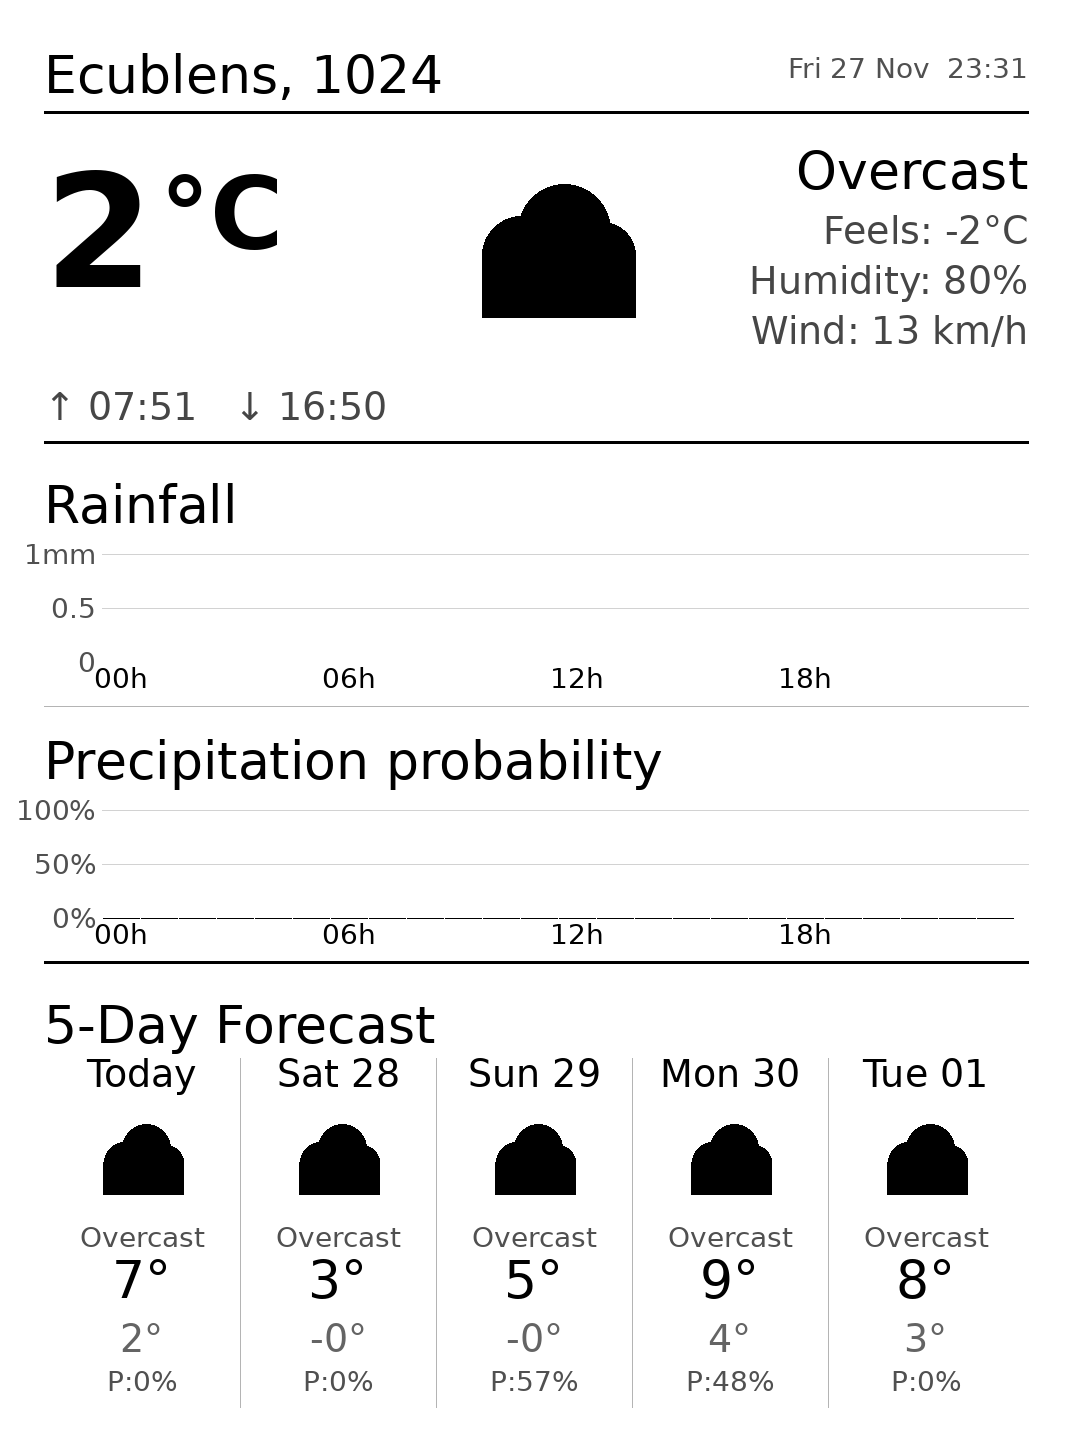 Ecublens, 1024
Fri 27 Nov  23:31
2°C
Overcast
Feels: -2°C
Humidity: 80%
Wind: 13 km/h
↑ 07:51 ↓ 16:50
Rainfall
1mm
0.5
0
00h 06h 12h 18h
Precipitation probability
100%
50%
0%
00h 06h 12h 18h
5-Day Forecast
Today Sat 28 Sun 29 Mon 30 Tue 01
Overcast Overcast Overcast Overcast Overcast
7° 3° 5° 9° 8°
2° -0° -0° 4° 3°
P:0% P:0% P:57% P:48% P:0%